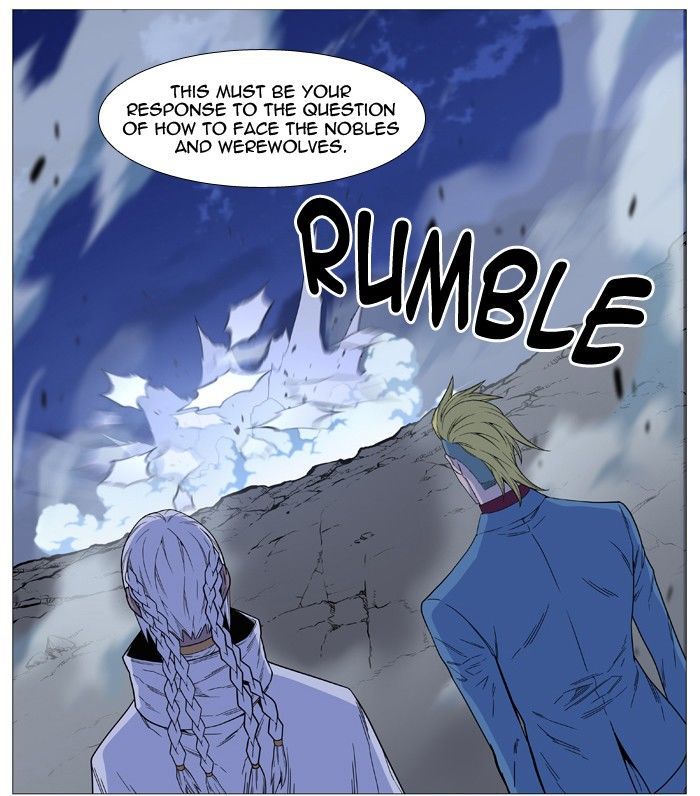 THIS MUST BE YOUR
RESPONSE TO THE QUESTION
OF HOW TO FACE THE NOBLES
AND WEREWOLVES.
RUMBLE